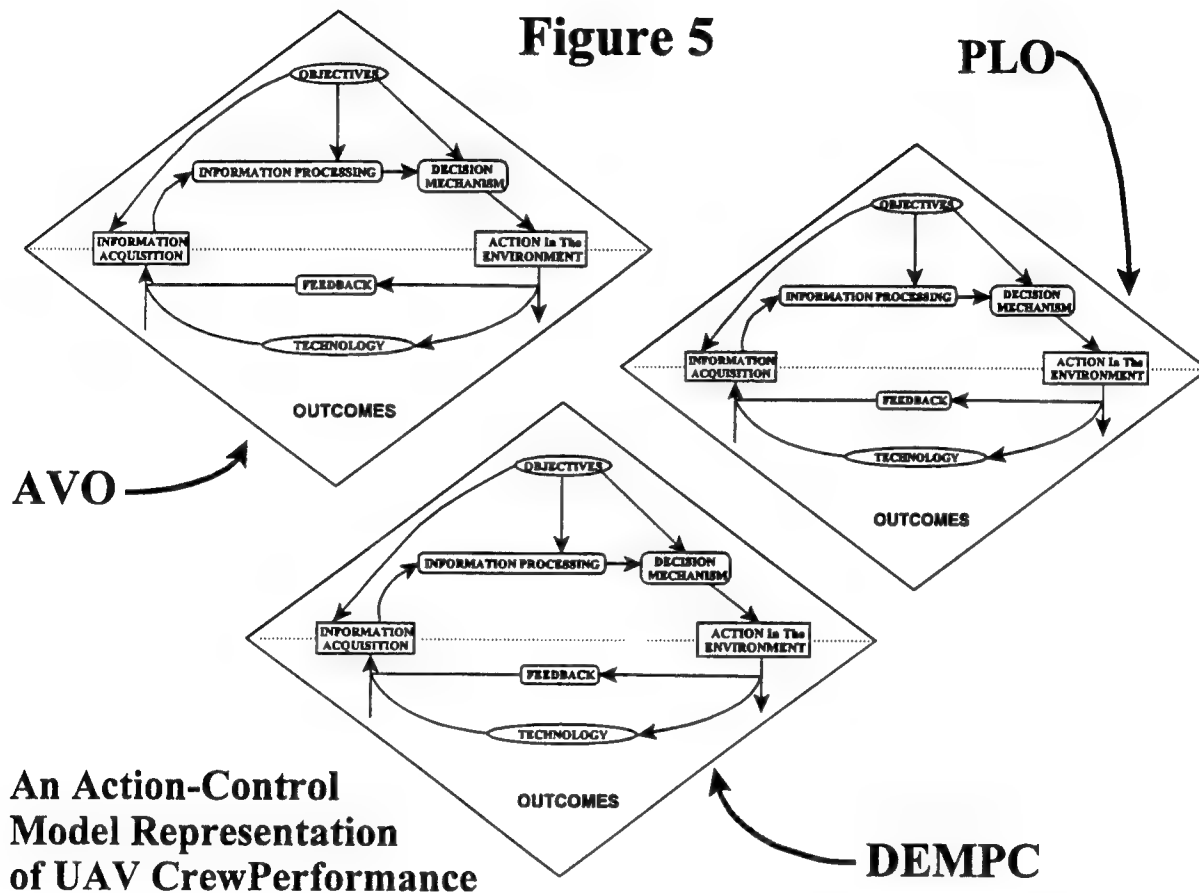 Figure 5
PLO
AVO
DEMPC
OBJECTIVES
INFORMATION PROCESSING
DECISION
MECHANISM
INFORMATION
ACQUISITION
ACTION In The
ENVIRONMENT
FEEDBACK
TECHNOLOGY
OUTCOMES
OBJECTIVES
INFORMATION PROCESSING
DECISION
MECHANISM
INFORMATION
ACQUISITION
ACTION In The
ENVIRONMENT
FEEDBACK
TECHNOLOGY
OUTCOMES
OBJECTIVES
INFORMATION PROCESSING
DECISION
MECHANISM
INFORMATION
ACQUISITION
ACTION In The
ENVIRONMENT
FEEDBACK
TECHNOLOGY
OUTCOMES
An Action-Control
Model Representation
of UAV CrewPerformance